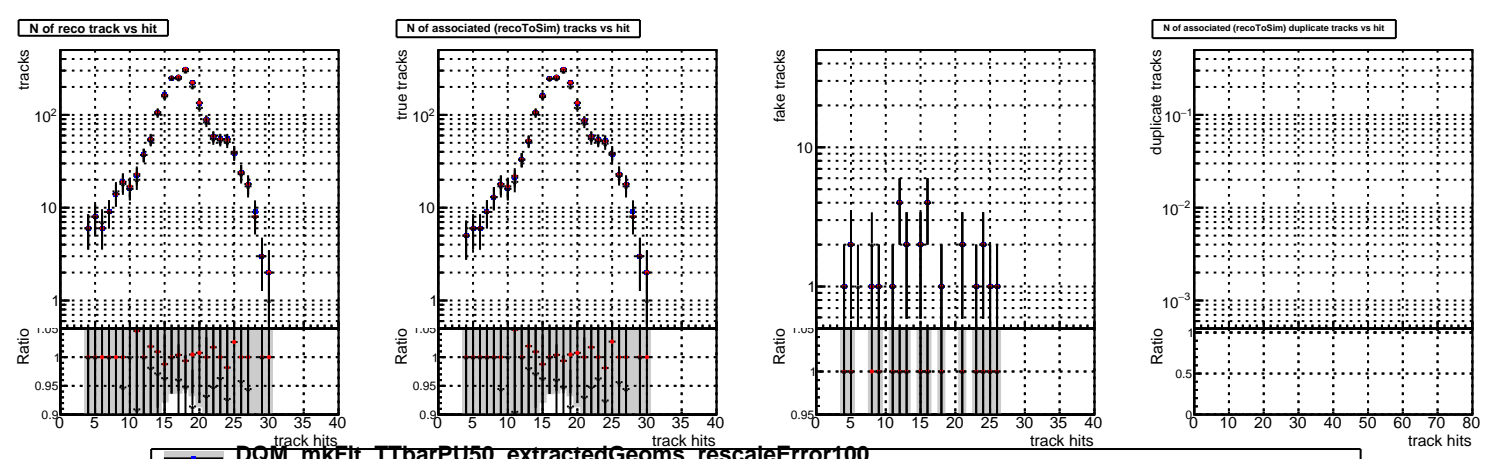 N of reco track vs hit
N of associated (recoToSim) tracks vs hit
N of associated (recoToSim) duplicate tracks vs hit
tracks
10²
10
1
Ratio
1.05
1
0.95
0.9
0 5 10 15 20 25 30 35 40
track hits
true tracks
10²
10
1
Ratio
1.05
1
0.95
0.9
0 5 10 15 20 25 30 35 40
track hits
fake tracks
10
1
Ratio
1.05
1
0.95
0 5 10 15 20 25 30 35 40
track hits
duplicate tracks
10⁻¹
10⁻²
10⁻³
Ratio
1
0.5
0
0 10 20 30 40 50 60 70 80
track hits
DQM_mkFit_TTbarPU50_extractedGeoms_rescaleError100